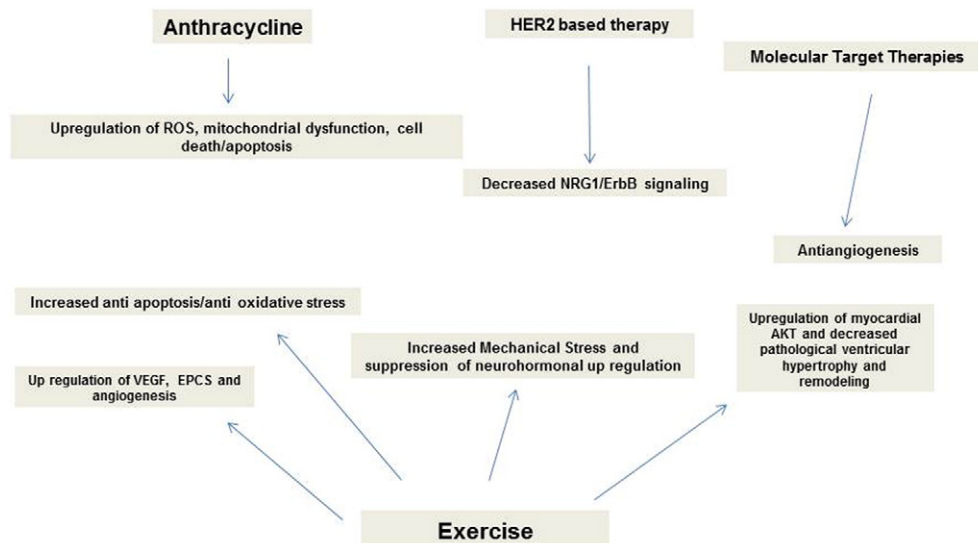 Anthracycline
HER2 based therapy
Molecular Target Therapies
Upregulation of ROS, mitochondrial dysfunction, cell
death/apoptosis
Decreased NRG1/ErbB signaling
Antiangiogenesis
Increased anti apoptosis/anti oxidative stress
Increased Mechanical Stress and
suppression of neurohormonal up regulation
Upregulation of myocardial
AKT and decreased
pathological ventricular
hypertrophy and
remodeling
Up regulation of VEGF, EPCS and
angiogenesis
Exercise